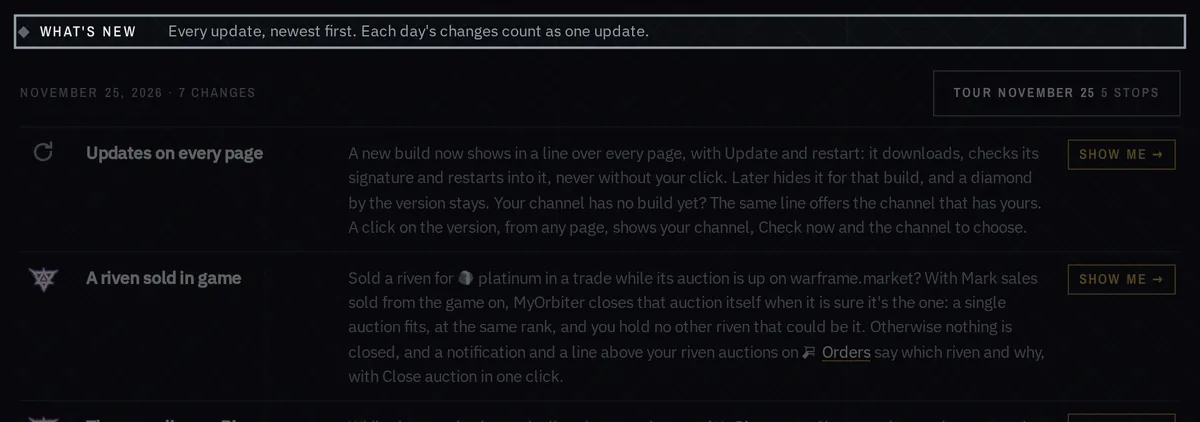 WHAT'S NEW Every update, newest first. Each day's changes count as one update.
NOVEMBER 25, 2026 · 7 CHANGES
TOUR NOVEMBER 25 5 STOPS
Updates on every page
A new build now shows in a line over every page, with Update and restart: it downloads, checks its
signature and restarts into it, never without your click. Later hides it for that build, and a diamond
by the version stays. Your channel has no build yet? The same line offers the channel that has yours.
A click on the version, from any page, shows your channel, Check now and the channel to choose.
SHOW ME →
A riven sold in game
Sold a riven for platinum in a trade while its auction is up on warframe.market? With Mark sales
sold from the game on, MyOrbiter closes that auction itself when it is sure it's the one: a single
auction fits, at the same rank, and you hold no other riven that could be it. Otherwise nothing is
closed, and a notification and a line above your riven auctions on Orders say which riven and why,
with Close auction in one click.
SHOW ME →